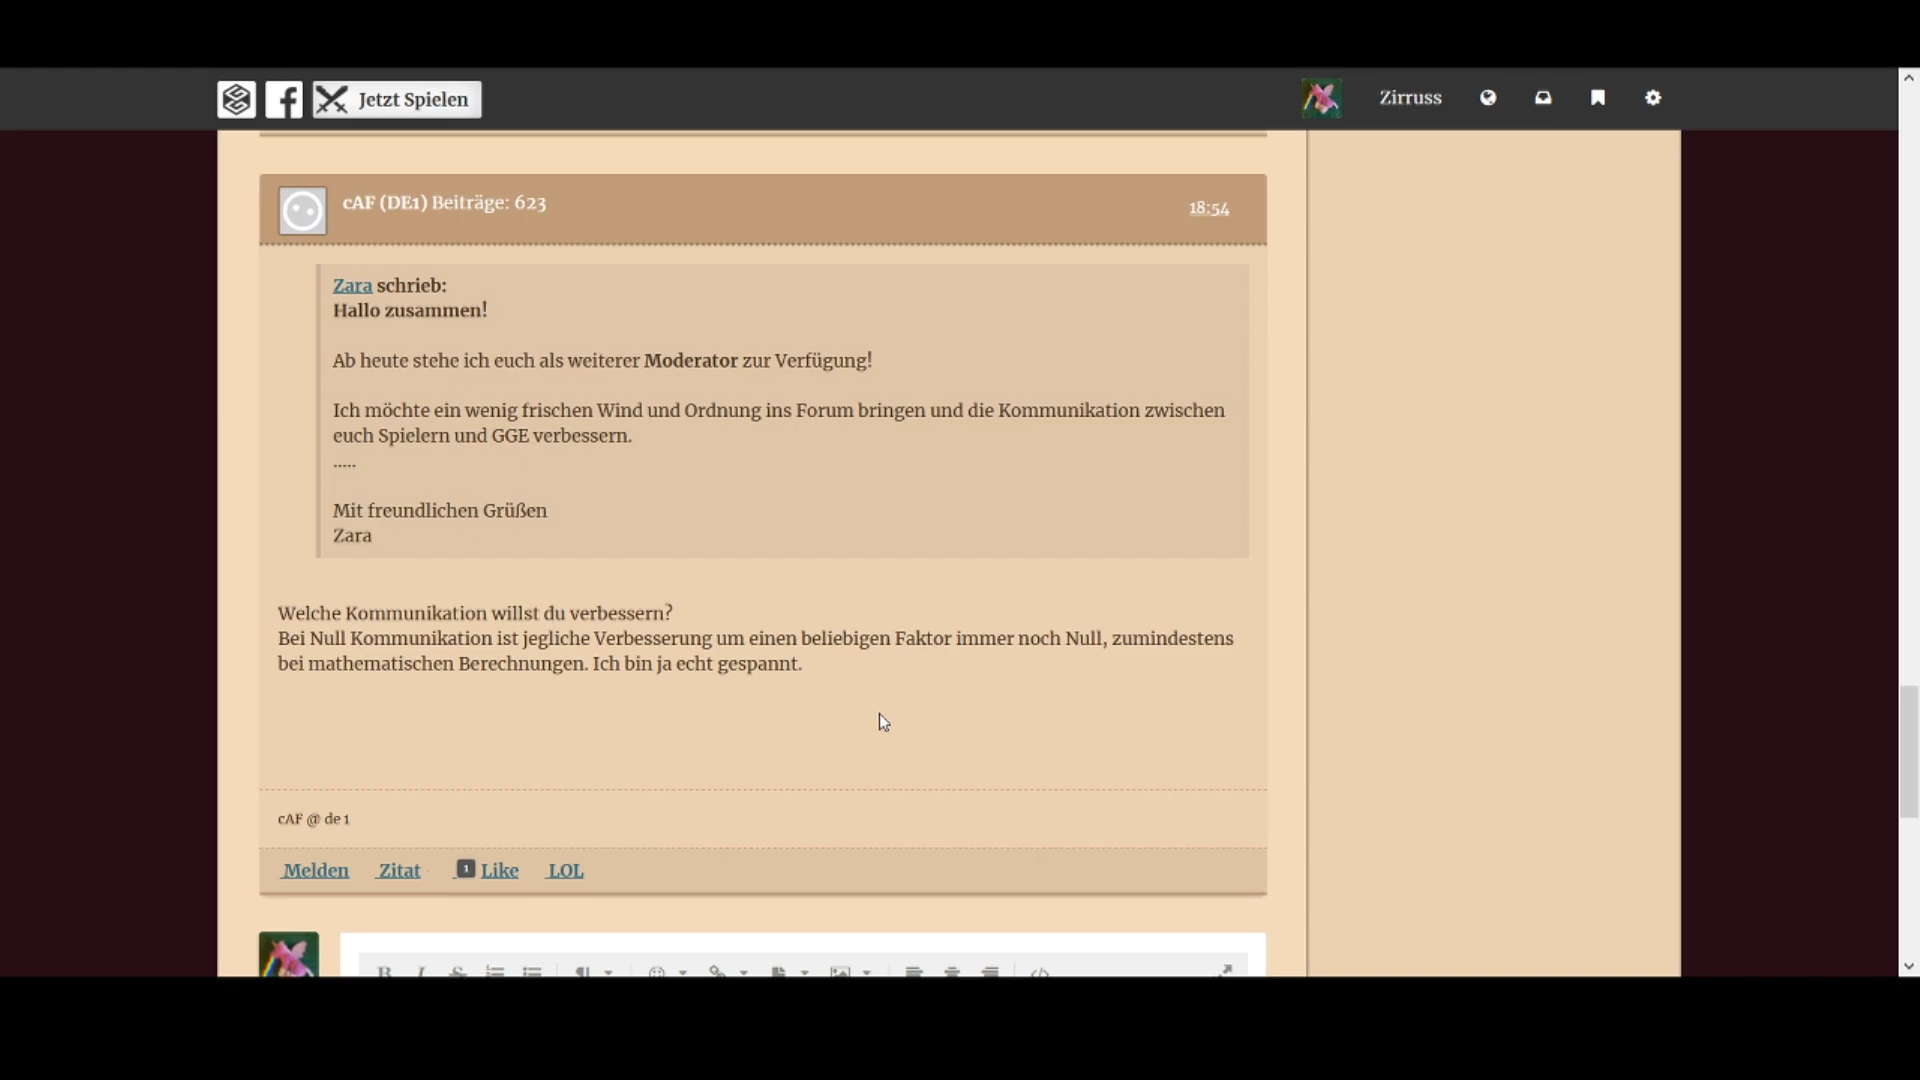 Jetzt Spielen
Zirruss
cAF (DE1) Beiträge: 623
18:54
Zara schrieb:
Hallo zusammen!
Ab heute stehe ich euch als weiterer Moderator zur Verfügung!
Ich möchte ein wenig frischen Wind und Ordnung ins Forum bringen und die Kommunikation zwischen
euch Spielern und GGE verbessern.
.....
Mit freundlichen Grüßen
Zara
Welche Kommunikation willst du verbessern?
Bei Null Kommunikation ist jegliche Verbesserung um einen beliebigen Faktor immer noch Null, zumindestens
bei mathematischen Berechnungen. Ich bin ja echt gespannt.
cAF @ de 1
Melden Zitat 1 Like LOL